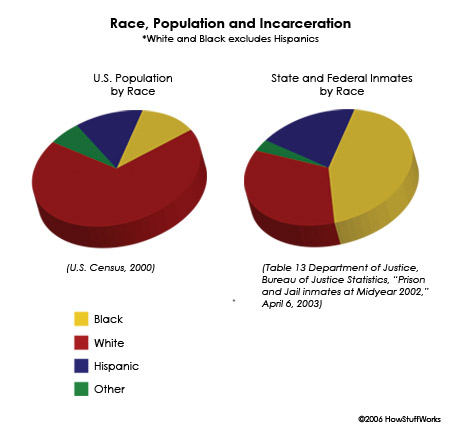 Race, Population and Incarceration
*White and Black excludes Hispanics
U.S. Population
by Race
State and Federal Inmates
by Race
(U.S. Census, 2000)
(Table 13 Department of Justice,
Bureau of Justice Statistics, “Prison
and Jail inmates at Midyear 2002,”
April 6, 2003)
*
Black
White
Hispanic
Other
©2006 HowStuffWorks